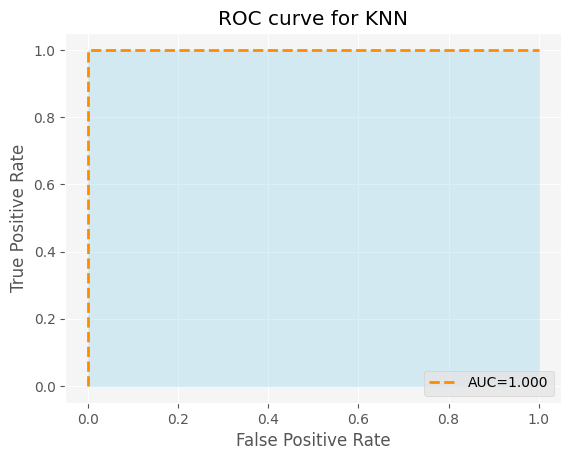 ROC curve for KNN
True Positive Rate
1.0
0.8
0.6
0.4
0.2
0.0
AUC=1.000
0.0 0.2 0.4 0.6 0.8 1.0
False Positive Rate